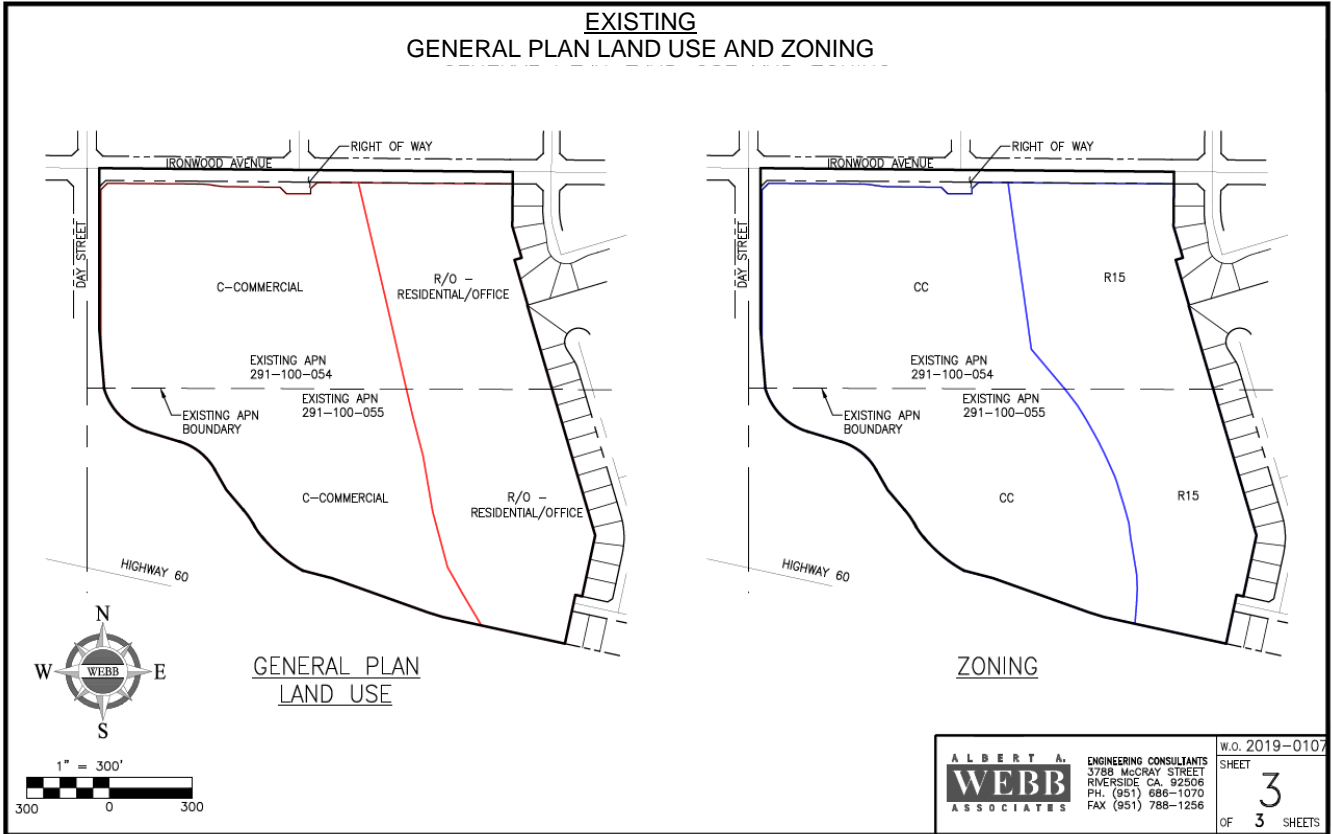 EXISTING
GENERAL PLAN LAND USE AND ZONING
RIGHT OF WAY
IRONWOOD AVENUE
DAY STREET
C-COMMERCIAL
R/O –
RESIDENTIAL/OFFICE
EXISTING APN
291-100-054
EXISTING APN
291-100-055
EXISTING APN
BOUNDARY
C-COMMERCIAL
R/O –
RESIDENTIAL/OFFICE
HIGHWAY 60
GENERAL PLAN
LAND USE
RIGHT OF WAY
IRONWOOD AVENUE
DAY STREET
CC
R15
EXISTING APN
291-100-054
EXISTING APN
291-100-055
EXISTING APN
BOUNDARY
CC
R15
HIGHWAY 60
ZONING
N
W
WEBB
E
S
1" = 300'
300
0
300
ALBERT A.
WEBB
ASSOCIATES
ENGINEERING CONSULTANTS
3788 McCRAY STREET
RIVERSIDE CA. 92506
PH. (951) 686-1070
FAX (951) 788-1256
W.O. 2019-0107
SHEET
3
OF 3 SHEETS